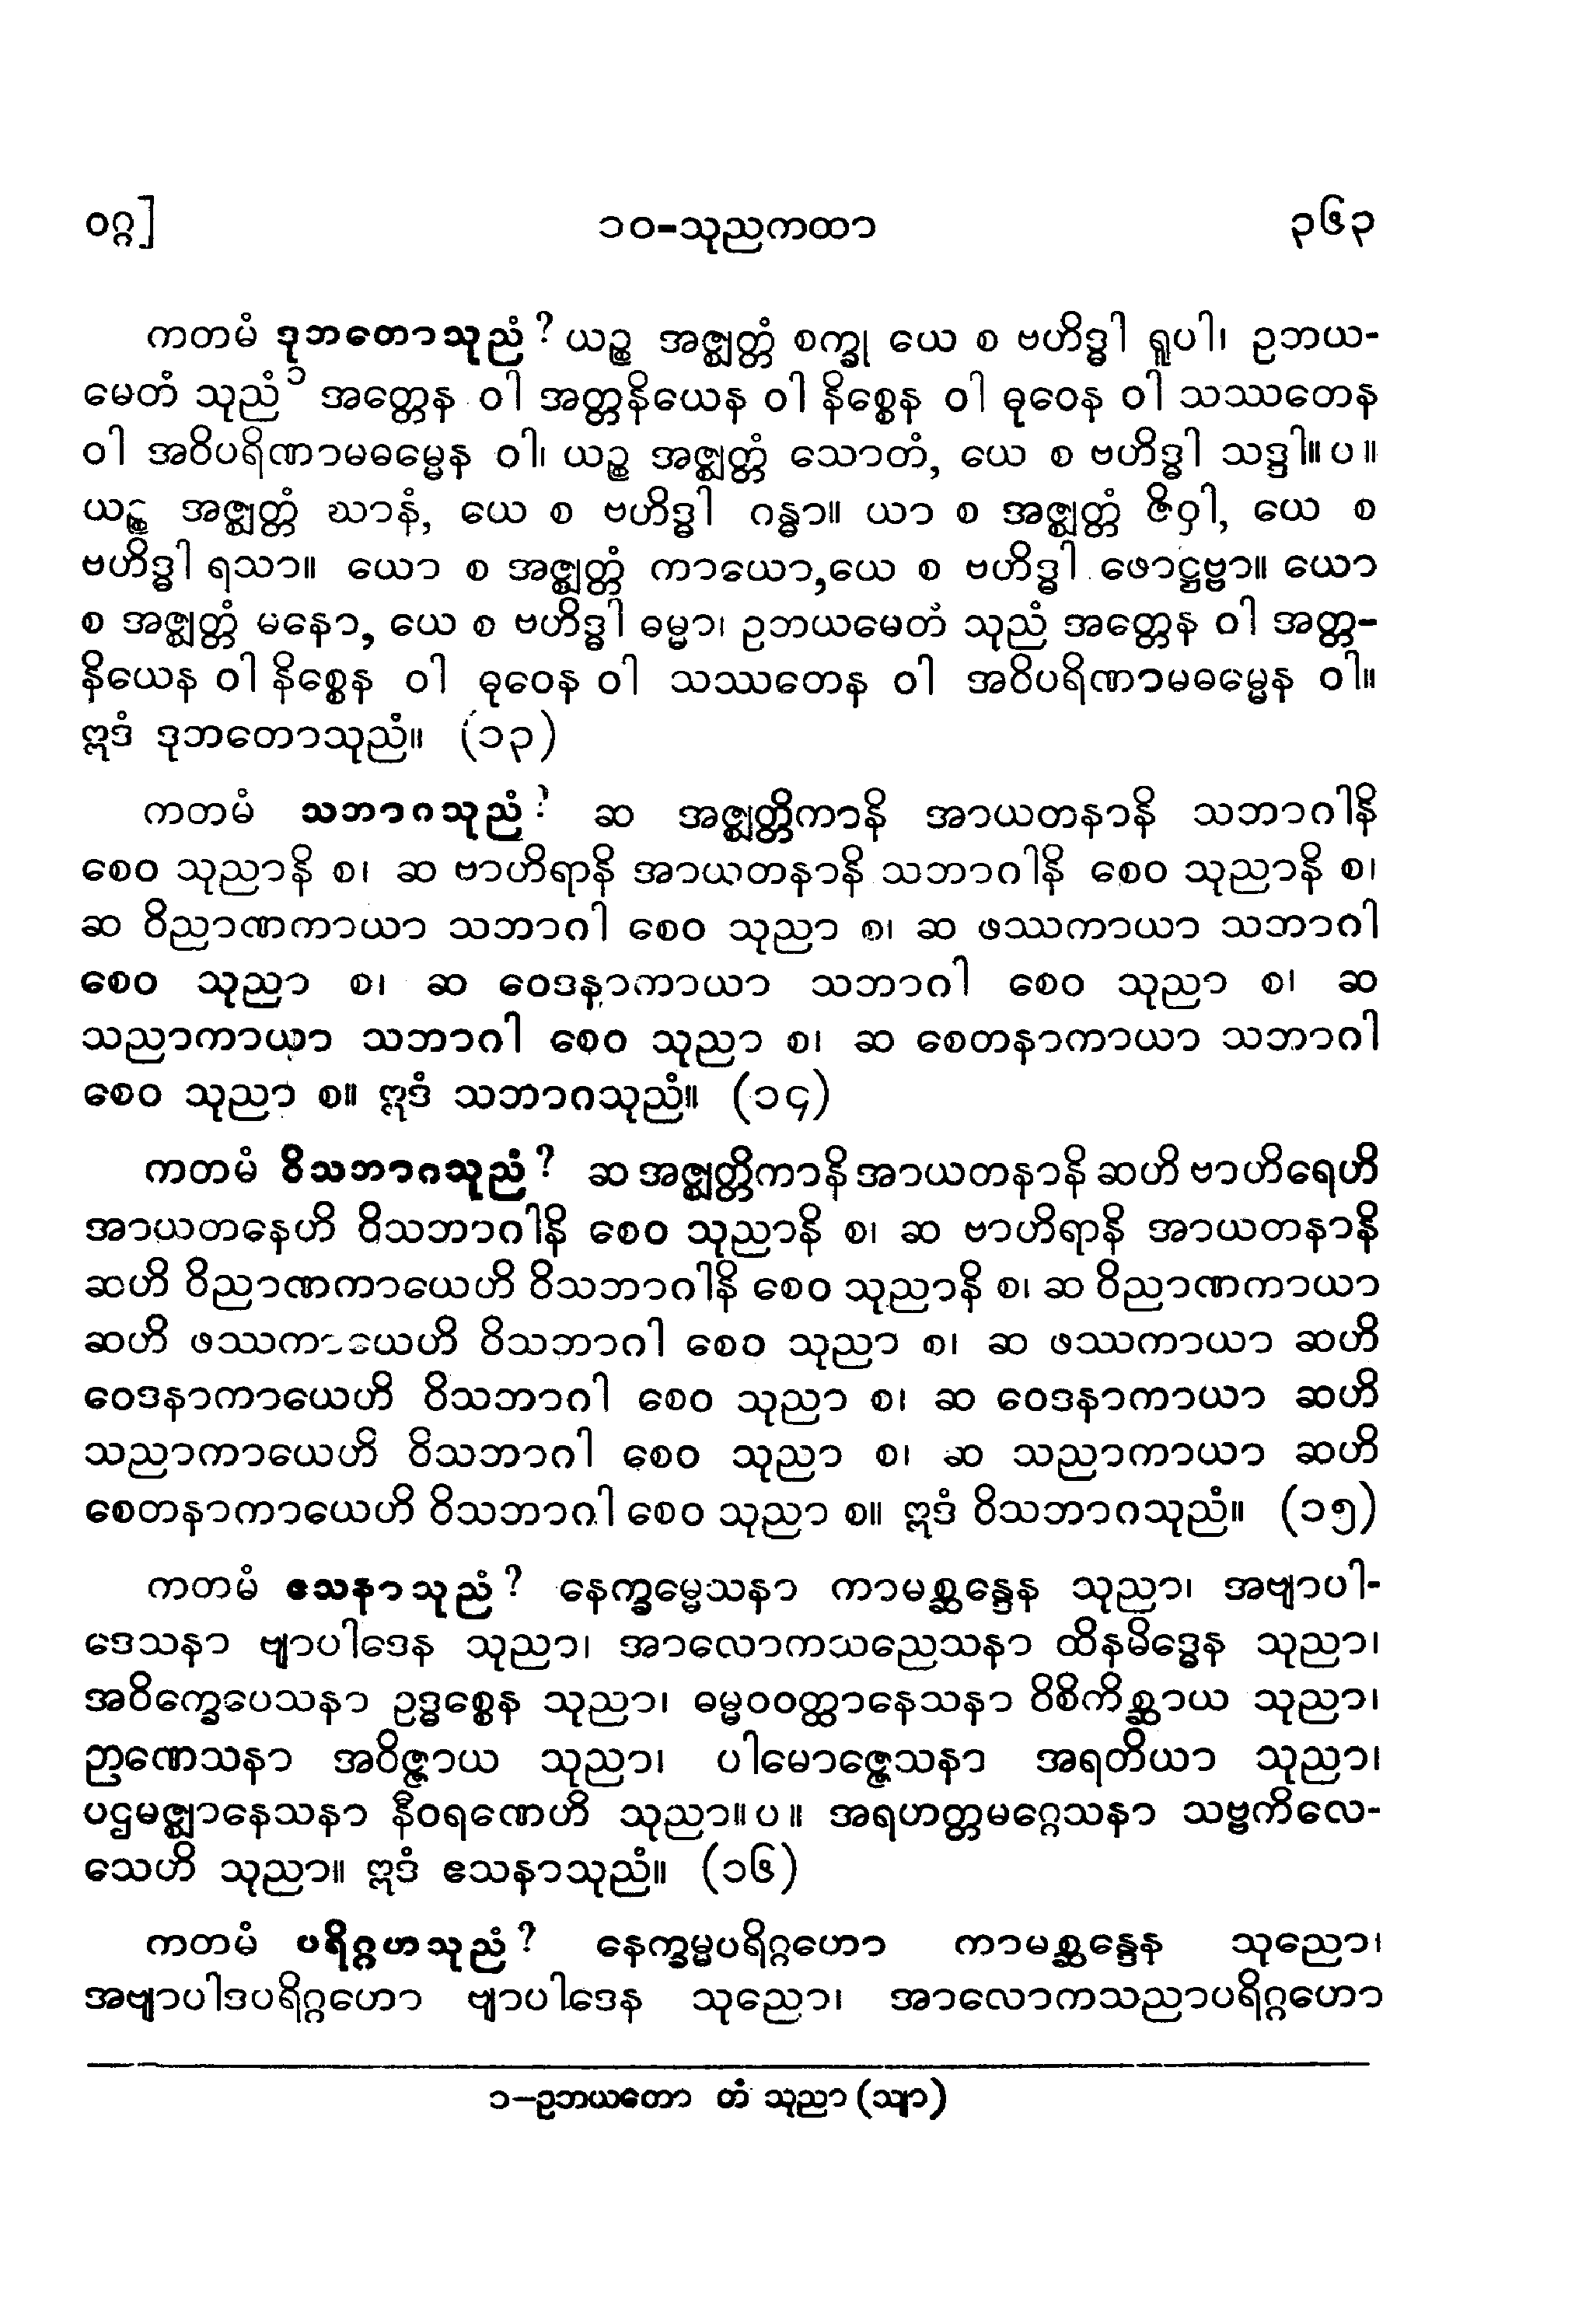 ဝဂ္ဂ] ၁၀-သုညကထာ ၃၆၃
ကတမံ ဒုဘတောသုညံ? ယဉ္စ အဇ္ဈတ္တံ စက္ခု ယေ စ ဗဟိဒ္ဓါ ရူပါ၊ ဥဘယ-
မေတံ သုညံ၁ အတ္တေန ဝါ အတ္တနိယေန ဝါ နိစ္စေန ဝါ ဓုဝေန ဝါ သဿတေန
ဝါ အဝိပရိဏာမဓမ္မေန ဝါ၊ ယဉ္စ အဇ္ဈတ္တံ သောတံ, ယေ စ ဗဟိဒ္ဓါ သဒ္ဒါ။ ပ ။
ယဉ္စ အဇ္ဈတ္တံ ဃာနံ, ယေ စ ဗဟိဒ္ဓါ ဂန္ဓာ။ ယာ စ အဇ္ဈတ္တံ ဇိဝှါ, ယေ စ
ဗဟိဒ္ဓါ ရသာ။ ယော စ အဇ္ဈတ္တံ ကာယော,ယေ စ ဗဟိဒ္ဓါ ဖောဋ္ဌဗ္ဗာ။ ယော
စ အဇ္ဈတ္တံ မနော, ယေ စ ဗဟိဒ္ဓါ ဓမ္မာ၊ ဥဘယမေတံ သုညံ အတ္တေန ဝါ အတ္တ-
နိယေန ဝါ နိစ္စေန ဝါ ဓုဝေန ဝါ သဿတေန ဝါ အဝိပရိဏာမဓမ္မေန ဝါ။
ဣဒံ ဒုဘတောသုညံ။ (၁၃)
ကတမံ သဘာဂသုညံ? ဆ အဇ္ဈတ္တိကာနိ အာယတနာနိ သဘာဂါနိ
စေဝ သုညာနိ စ၊ ဆ ဗာဟိရာနိ အာယတနာနိ သဘာဂါနိ စေဝ သုညာနိ စ၊
ဆ ဝိညာဏကာယာ သဘာဂါ စေဝ သုညာ စ၊ ဆ ဖဿကာယာ သဘာဂါ
စေဝ သုညာ စ၊ ဆ ဝေဒနာကာယာ သဘာဂါ စေဝ သုညာ စ၊ ဆ
သညာကာယာ သဘာဂါ စေဝ သုညာ စ၊ ဆ စေတနာကာယာ သဘာဂါ
စေဝ သုညာ စ။ ဣဒံ သဘာဂသုညံ။ (၁၄)
ကတမံ ဝိသဘာဂသုညံ? ဆ အဇ္ဈတ္တိကာနိ အာယတနာနိ ဆဟိ ဗာဟိရေဟိ
အာယတနေဟိ ဝိသဘာဂါနိ စေဝ သုညာနိ စ၊ ဆ ဗာဟိရာနိ အာယတနာနိ
ဆဟိ ဝိညာဏကာယေဟိ ဝိသဘာဂါနိ စေဝ သုညာနိ စ၊ ဆ ဝိညာဏကာယာ
ဆဟိ ဖဿကာယေဟိ ဝိသဘာဂါ စေဝ သုညာ စ၊ ဆ ဖဿကာယာ ဆဟိ
ဝေဒနာကာယေဟိ ဝိသဘာဂါ စေဝ သုညာ စ၊ ဆ ဝေဒနာကာယာ ဆဟိ
သညာကာယေဟိ ဝိသဘာဂါ စေဝ သုညာ စ၊ ဆ သညာကာယာ ဆဟိ
စေတနာကာယေဟိ ဝိသဘာဂါ စေဝ သုညာ စ။ ဣဒံ ဝိသဘာဂသုညံ။ (၁၅)
ကတမံ ဧသနာသုညံ? နေက္ခမ္မေသနာ ကာမစ္ဆန္ဒေန သုညာ၊ အဗျာပါ-
ဒေသနာ ဗျာပါဒေန သုညာ၊ အာလောကသညေသနာ ထိနမိဒ္ဓေန သုညာ၊
အဝိက္ခေပေသနာ ဥဒ္ဓစ္စေန သုညာ၊ ဓမ္မဝဝတ္ထာနေသနာ ဝိစိကိစ္ဆာယ သုညာ၊
ဉာဏေသနာ အဝိဇ္ဇာယ သုညာ၊ ပါမောဇ္ဇေသနာ အရတိယာ သုညာ၊
ပဌမဇ္ဈာနေသနာ နီဝရဏေဟိ သုညာ။ ပ ။ အရဟတ္တမဂ္ဂေသနာ သဗ္ဗကိလေ-
သေဟိ သုညာ။ ဣဒံ ဧသနာသုညံ။ (၁၆)
ကတမံ ပရိဂ္ဂဟသုညံ? နေက္ခမ္မပရိဂ္ဂဟော ကာမစ္ဆန္ဒေန သုညော၊
အဗျာပါဒပရိဂ္ဂဟော ဗျာပါဒေန သုညော၊ အာလောကသညာပရိဂ္ဂဟော
၁-ဥဘယတော တံ သုညာ (သျာ)